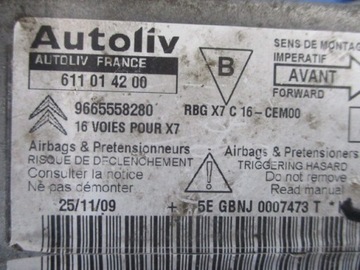 Autoliv
AUTOLIV FRANCE
611 01 42 00
B
SENS DE MONTA
IMPERATIF
AVANT
FORWARD
9665558280
RBG X7 C 16-CEM00
16 VOIES POUR X7
Airbags & Pretensionneurs
RISQUE DE DECLENCHEMENT
Consulter la notice
Ne pas démonter
Airbags & Pretensioners
TRIGGERING HASARD
Do not remove
Read manual
25/11/09
5E GBNJ 0007473 T